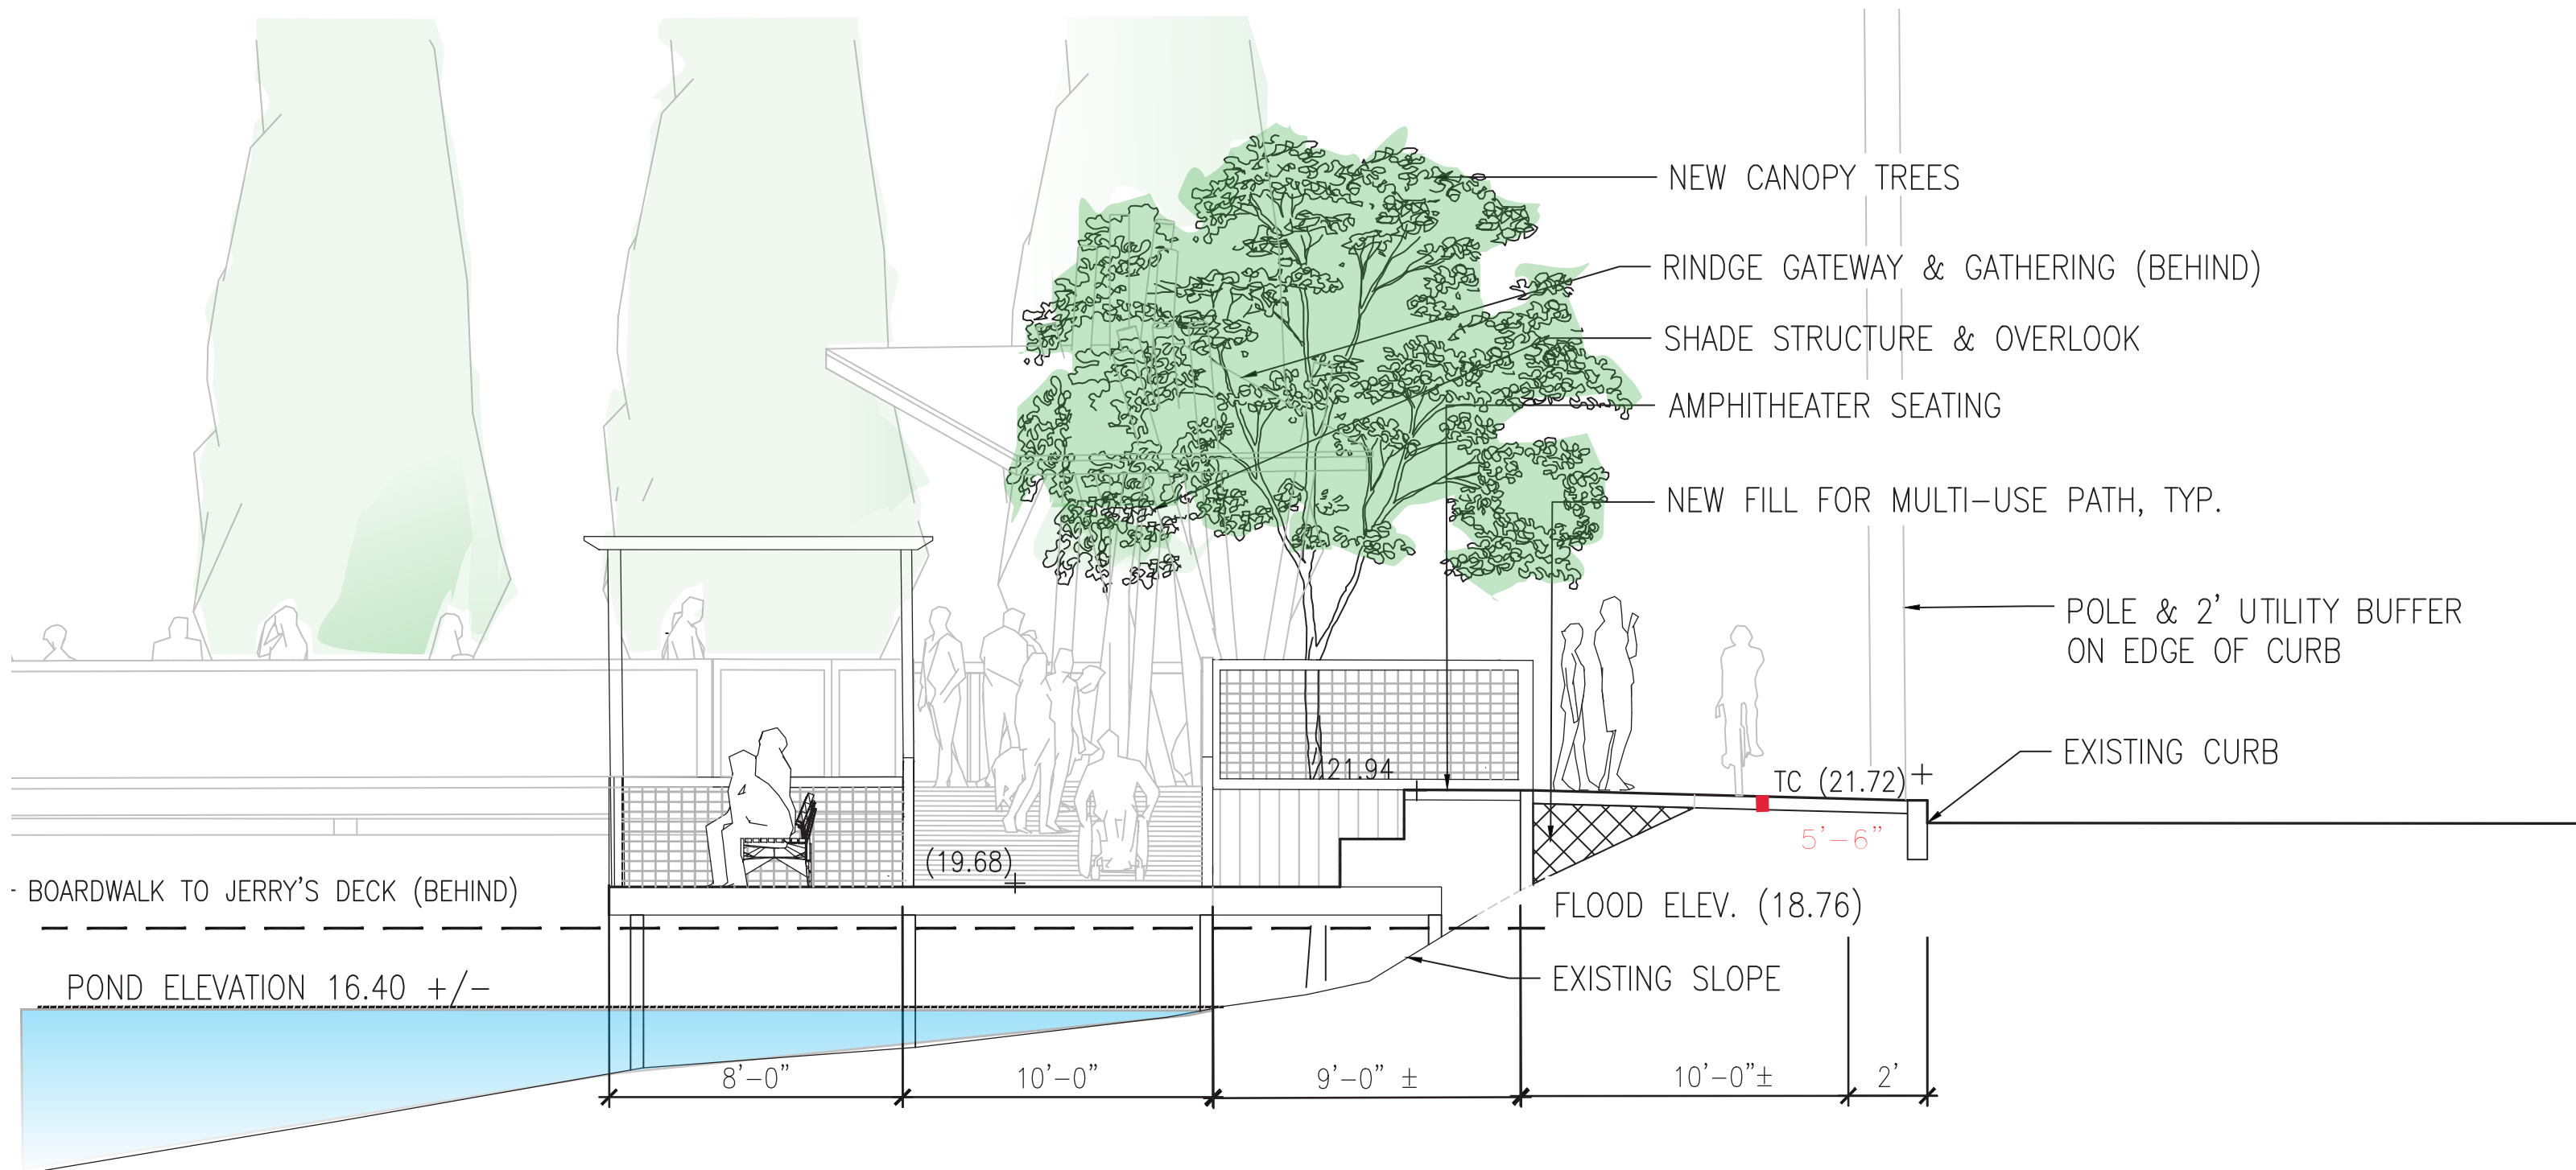 NEW CANOPY TREES
RINDGE GATEWAY & GATHERING (BEHIND)
SHADE STRUCTURE & OVERLOOK
AMPHITHEATER SEATING
NEW FILL FOR MULTI-USE PATH, TYP.
POLE & 2' UTILITY BUFFER
ON EDGE OF CURB
EXISTING CURB
21.94
TC (21.72)
5'-6"
(19.68)
- BOARDWALK TO JERRY'S DECK (BEHIND)
FLOOD ELEV. (18.76)
POND ELEVATION 16.40 +/-
EXISTING SLOPE
8'-0"
10'-0"
9'-0" ±
10'-0"±
2'